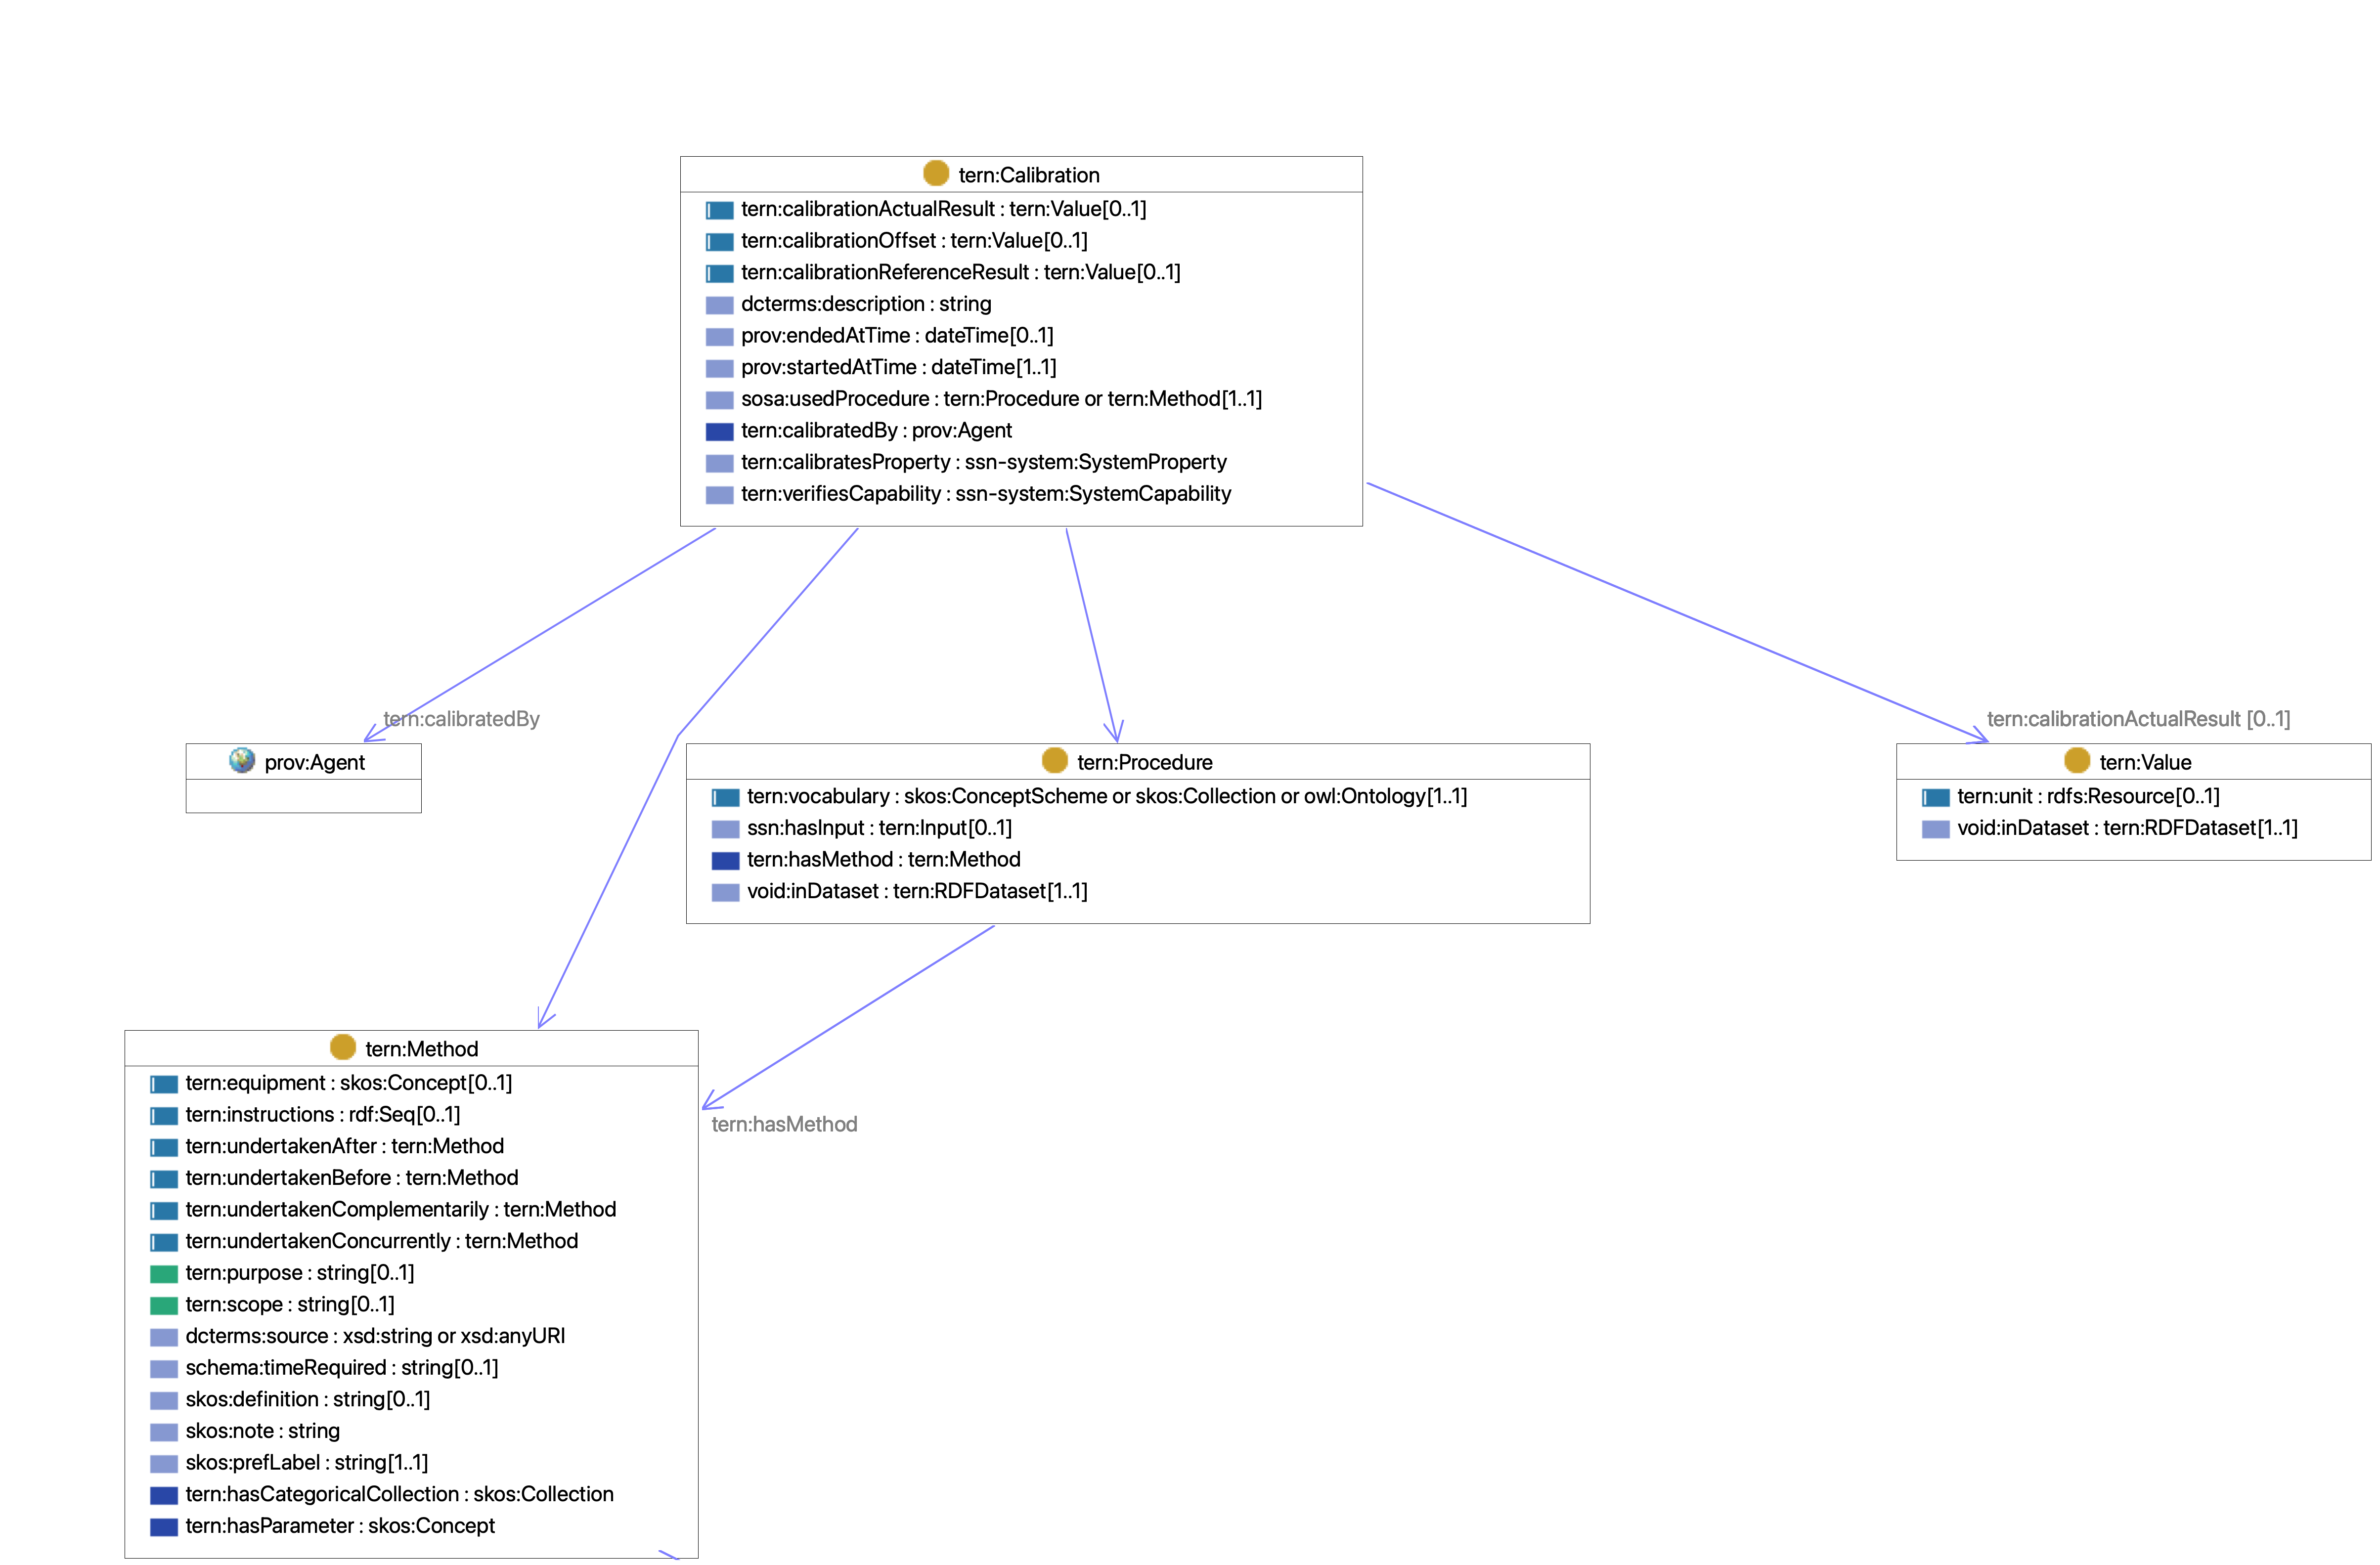 tern:Calibration
tern:calibrationActualResult : tern:Value[0..1]
tern:calibrationOffset : tern:Value[0..1]
tern:calibrationReferenceResult : tern:Value[0..1]
dcterms:description : string
prov:endedAtTime : dateTime[0..1]
prov:startedAtTime : dateTime[1..1]
sosa:usedProcedure : tern:Procedure or tern:Method[1..1]
tern:calibratedBy : prov:Agent
tern:calibratesProperty : ssn-system:SystemProperty
tern:verifiesCapability : ssn-system:SystemCapability
tern:calibratedBy
tern:calibrationActualResult [0..1]
prov:Agent
tern:Procedure
tern:vocabulary : skos:ConceptScheme or skos:Collection or owl:Ontology[1..1]
ssn:hasInput : tern:Input[0..1]
tern:hasMethod : tern:Method
void:inDataset : tern:RDFDataset[1..1]
tern:Value
tern:unit : rdfs:Resource[0..1]
void:inDataset : tern:RDFDataset[1..1]
tern:hasMethod
tern:Method
tern:equipment : skos:Concept[0..1]
tern:instructions : rdf:Seq[0..1]
tern:undertakenAfter : tern:Method
tern:undertakenBefore : tern:Method
tern:undertakenComplementarily : tern:Method
tern:undertakenConcurrently : tern:Method
tern:purpose : string[0..1]
tern:scope : string[0..1]
dcterms:source : xsd:string or xsd:anyURI
schema:timeRequired : string[0..1]
skos:definition : string[0..1]
skos:note : string
skos:prefLabel : string[1..1]
tern:hasCategoricalCollection : skos:Collection
tern:hasParameter : skos:Concept